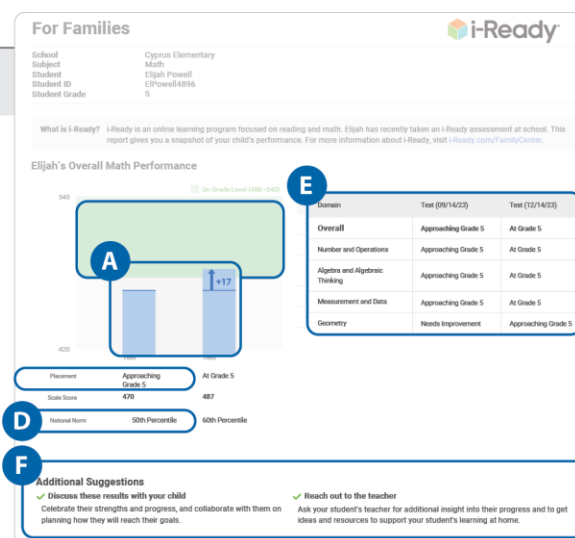 For Families
i-Ready
School Cyprus Elementary
Subject Math
Student Elijah Powell
Student ID ElPowell4896
Student Grade 5
What is i-Ready? i-Ready is an online learning program focused on reading and math. Elijah has recently taken an i-Ready assessment at school. This
report gives you a snapshot of your child's performance. For more information about i-Ready, visit i-Ready.com/FamilyCenter.
Elijah's Overall Math Performance
On Grade Level (480–540)
540
A
+17
420
Placement Approaching Grade 5 At Grade 5
Scale Score 470 487
D
National Norm 50th Percentile 60th Percentile
E
Domain Test (09/14/23) Test (12/14/23)
Overall Approaching Grade 5 At Grade 5
Number and Operations Approaching Grade 5 At Grade 5
Algebra and Algebraic
Thinking Approaching Grade 5 At Grade 5
Measurement and Data Approaching Grade 5 At Grade 5
Geometry Needs Improvement Approaching Grade 5
F
Additional Suggestions
Discuss these results with your child
Celebrate their strengths and progress, and collaborate with them on
planning how they will reach their goals.
Reach out to the teacher
Ask your student's teacher for additional insight into their progress and to get
ideas and resources to support your student's learning at home.